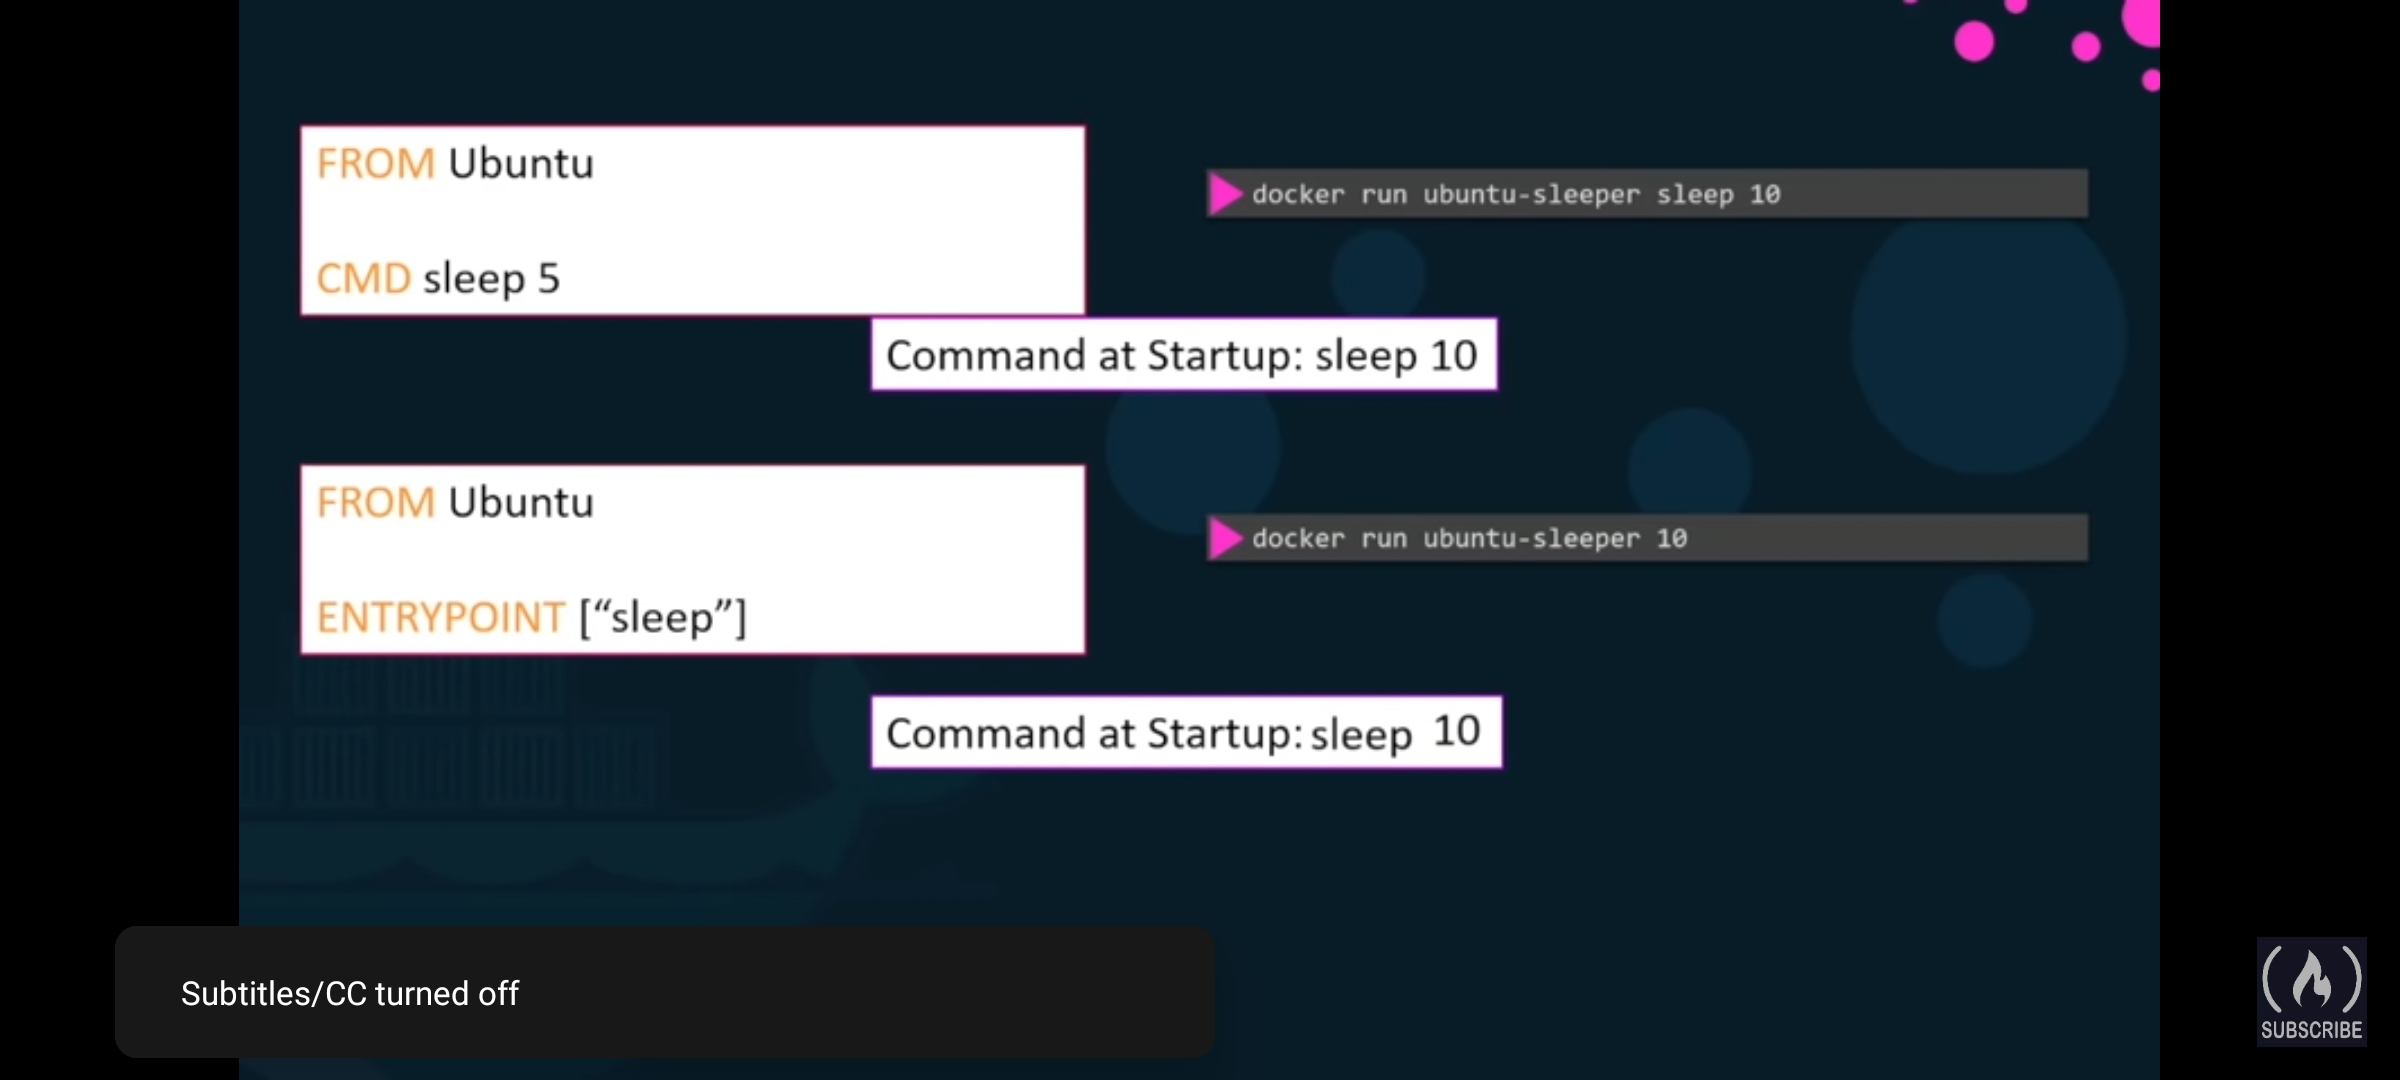 FROM Ubuntu
CMD sleep 5
docker run ubuntu-sleeper sleep 10
Command at Startup: sleep 10
FROM Ubuntu
ENTRYPOINT [“sleep”]
docker run ubuntu-sleeper 10
Command at Startup: sleep 10
Subtitles/CC turned off
SUBSCRIBE